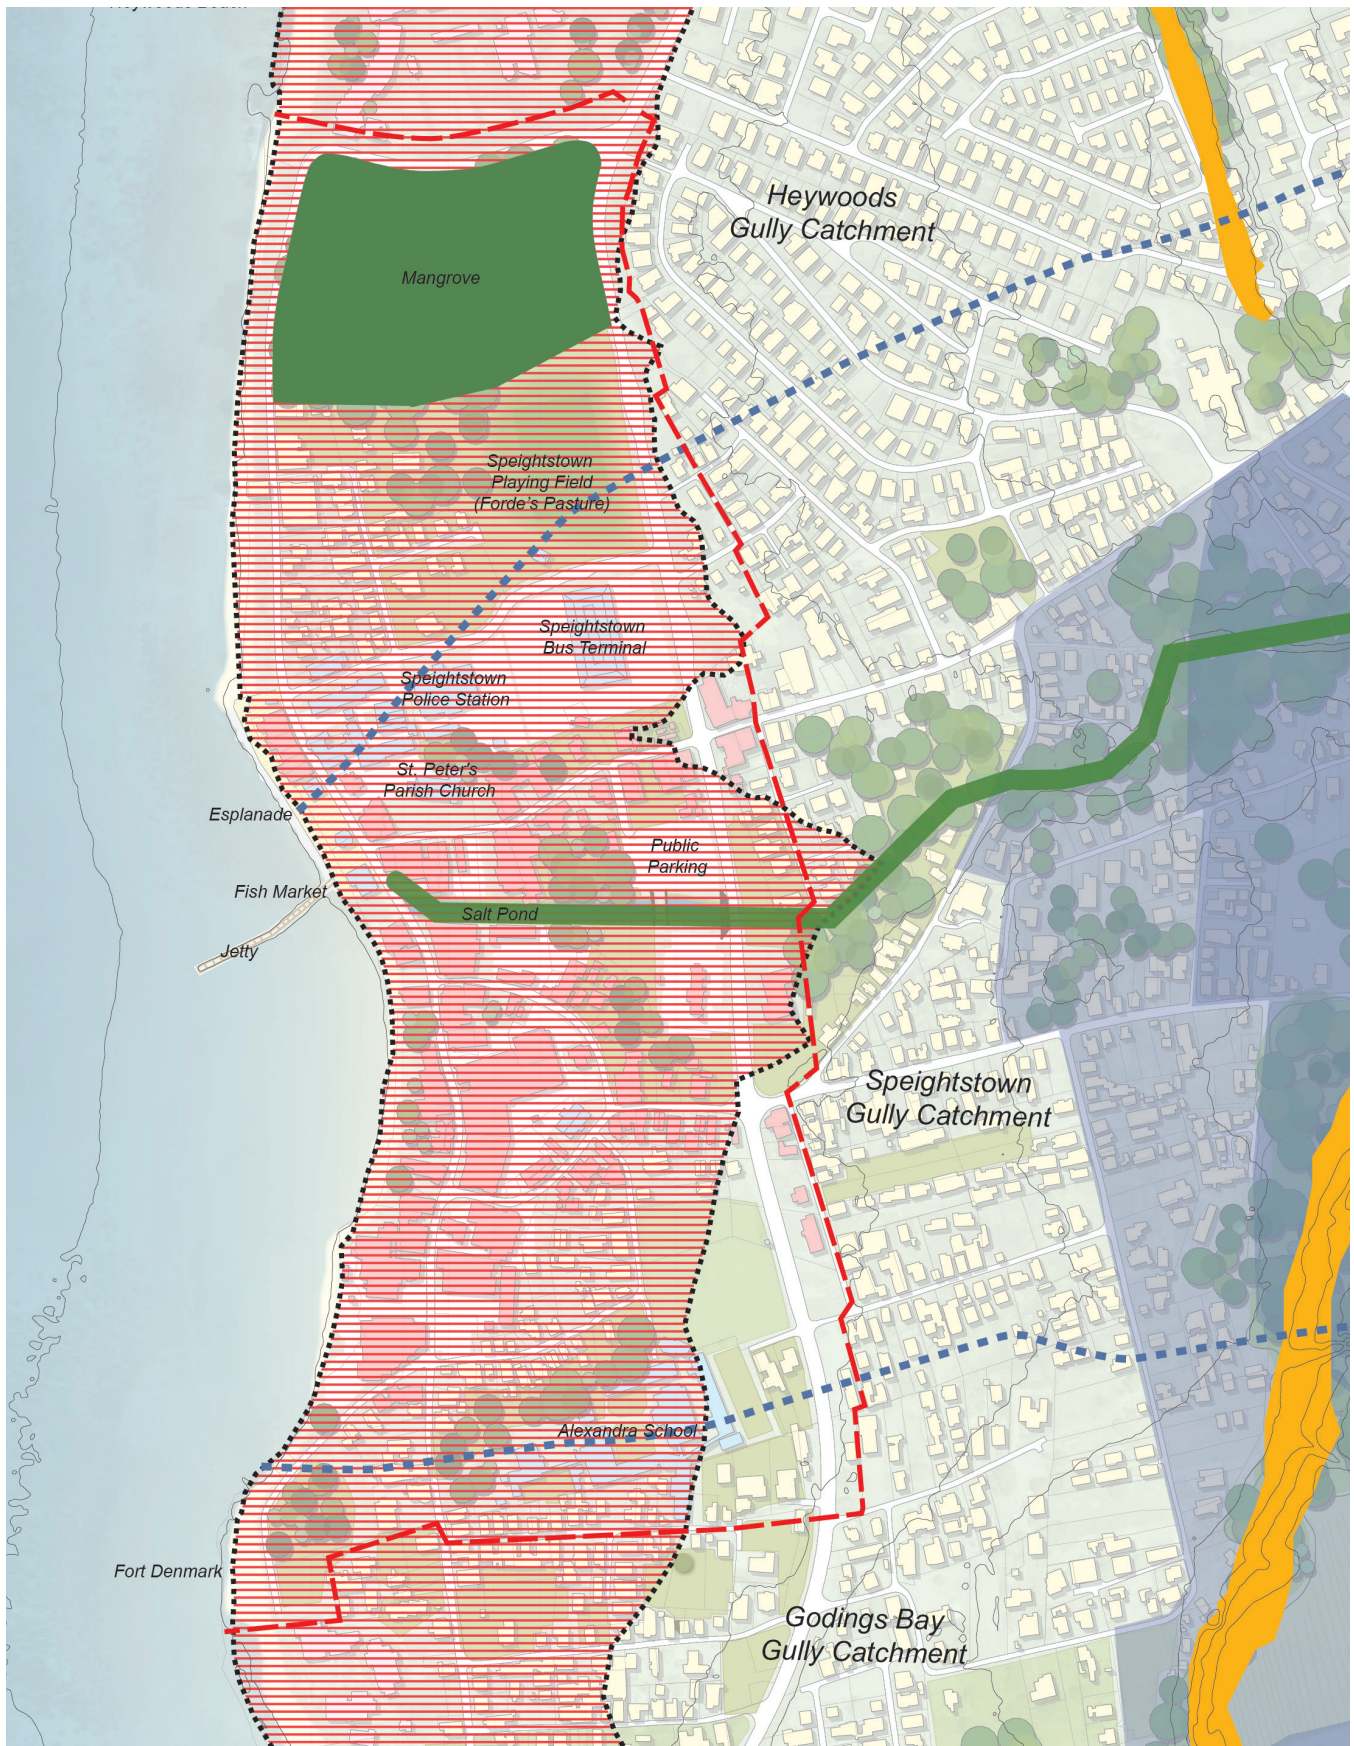 Heywoods Beach
Heywoods
Gully Catchment
Mangrove
Speightstown
Playing Field
(Forde's Pasture)
Speightstown
Bus Terminal
Speightstown
Police Station
St. Peter's
Parish Church
Esplanade
Public
Parking
Fish Market
Salt Pond
Jetty
Speightstown
Gully Catchment
Alexandra School
Fort Denmark
Godings Bay
Gully Catchment